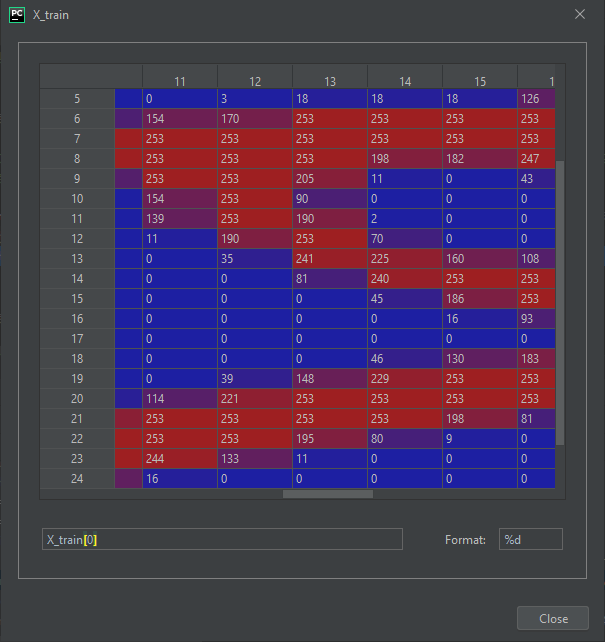 PC X_train
11 12 13 14 15 1
5 0 3 18 18 18 126
6 154 170 253 253 253 253
7 253 253 253 253 253 253
8 253 253 253 198 182 247
9 253 253 205 11 0 43
10 154 253 90 0 0 0
11 139 253 190 2 0 0
12 11 190 253 70 0 0
13 0 35 241 225 160 108
14 0 0 81 240 253 253
15 0 0 0 45 186 253
16 0 0 0 0 16 93
17 0 0 0 0 0 0
18 0 0 0 46 130 183
19 0 39 148 229 253 253
20 114 221 253 253 253 253
21 253 253 253 253 198 81
22 253 253 195 80 9 0
23 244 133 11 0 0 0
24 16 0 0 0 0 0
X_train[0] Format: %d
Close